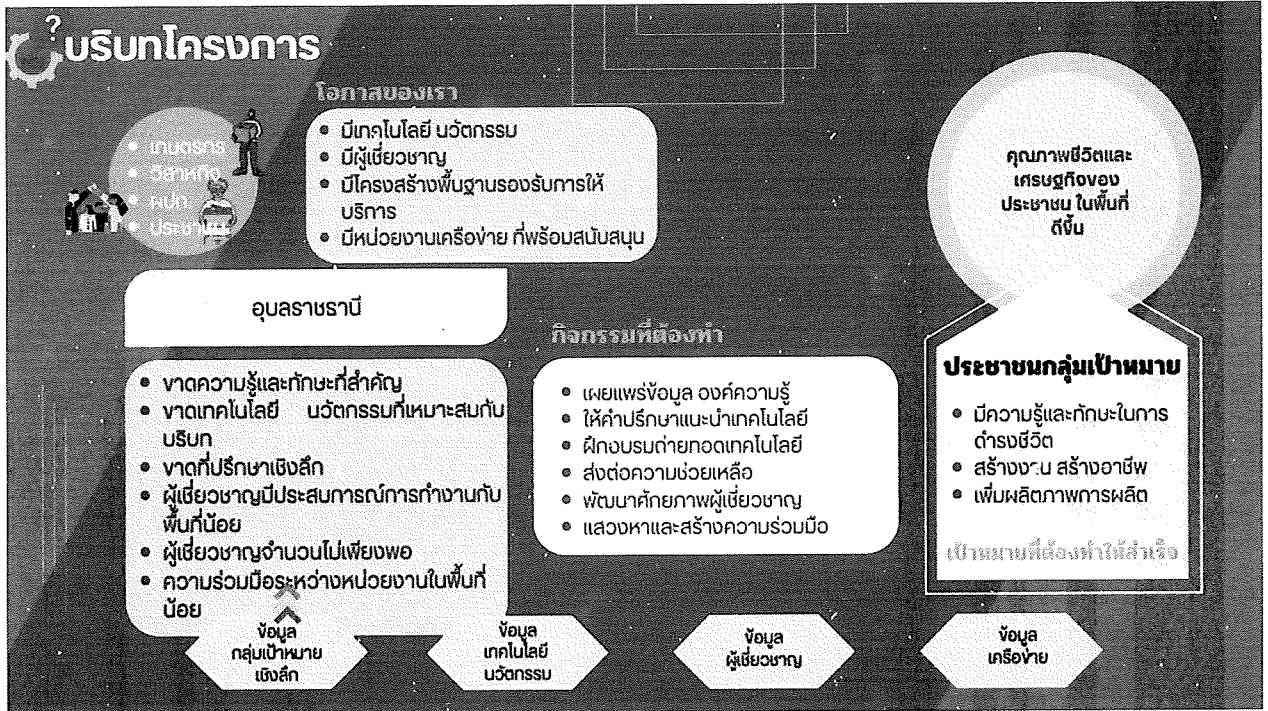 ?
บริบทโครงการ
โอกาสของเรา
• เกษตรกร
• วิสาหกิจ
• ผปก.
• ประชาชน
• มีเทคโนโลยี นวัตกรรม
• มีผู้เชี่ยวชาญ
• มีโครงสร้างพื้นฐานรองรับการให้
บริการ
• มีหน่วยงานเครือข่าย ที่พร้อมสนับสนุน
อุบลราชธานี
• ขาดความรู้และทักษะที่สำคัญ
• ขาดเทคโนโลยี นวัตกรรมที่เหมาะสมกับ
บริบท
• ขาดที่ปรึกษาเชิงลึก
• ผู้เชี่ยวชาญมีประสบการณ์การทำงานกับ
พื้นที่น้อย
• ผู้เชี่ยวชาญจำนวนไม่เพียงพอ
• ความร่วมมือระหว่างหน่วยงานในพื้นที่
น้อย
กิจกรรมที่ต้องทำ
• เผยแพร่ข้อมูล องค์ความรู้
• ให้คำปรึกษาแนะนำเทคโนโลยี
• ฝึกอบรมถ่ายทอดเทคโนโลยี
• ส่งต่อความช่วยเหลือ
• พัฒนาศักยภาพผู้เชี่ยวชาญ
• แสวงหาและสร้างความร่วมมือ
คุณภาพชีวิตและ
เศรษฐกิจของ
ประชาชน ในพื้นที่
ดีขึ้น
ประชาชนกลุ่มเป้าหมาย
• มีความรู้และทักษะในการ
ดำรงชีวิต
• สร้างงาน สร้างอาชีพ
• เพิ่มผลิตภาพการผลิต
เป้าหมายที่ต้องทำให้สำเร็จ
ข้อมูล
กลุ่มเป้าหมาย
เชิงลึก
ข้อมูล
เทคโนโลยี
นวัตกรรม
ข้อมูล
ผู้เชี่ยวชาญ
ข้อมูล
เครือข่าย